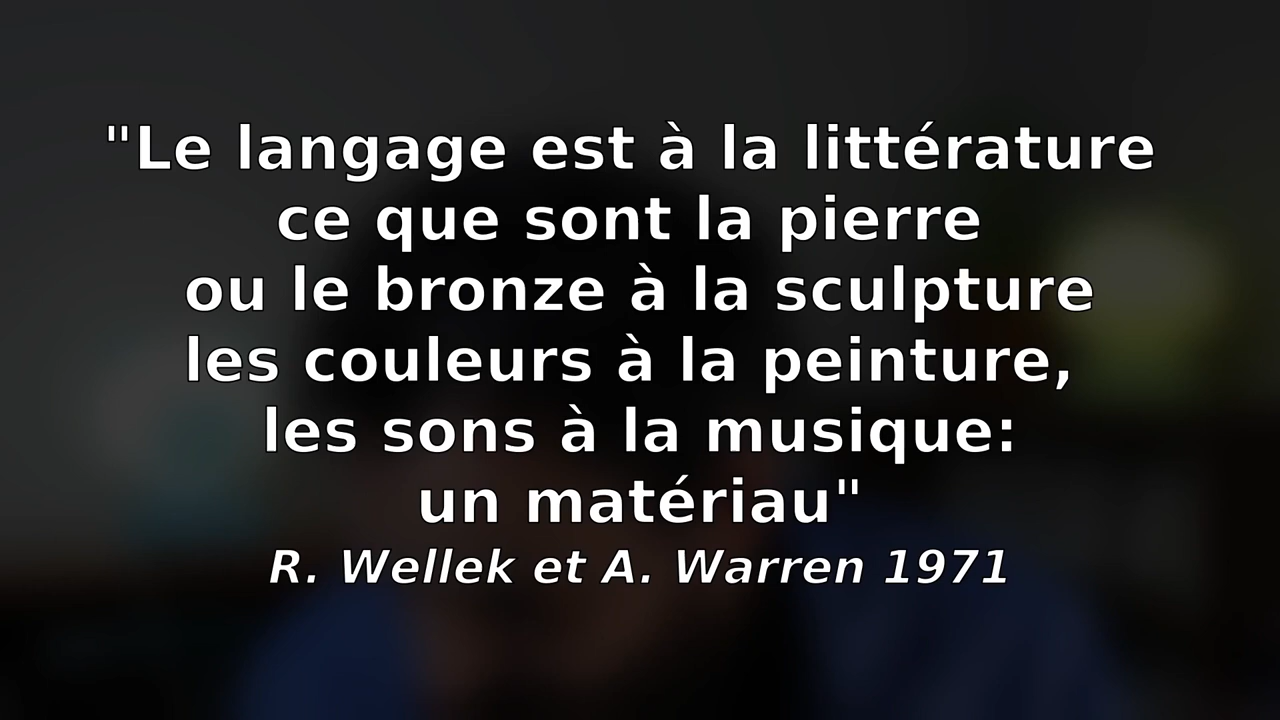 "Le langage est à la littérature
ce que sont la pierre
ou le bronze à la sculpture
les couleurs à la peinture,
les sons à la musique:
un matériau"
R. Wellek et A. Warren 1971